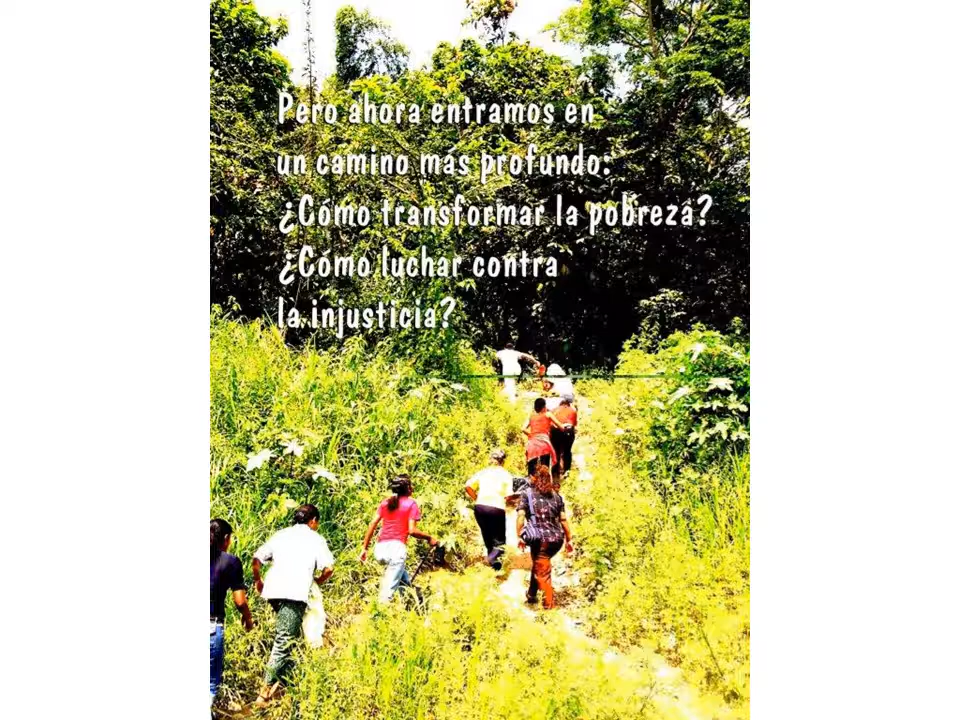 Pero ahora entramos en
un camino más profundo:
¿Cómo transformar la pobreza?
¿Cómo luchar contra
la injusticia?